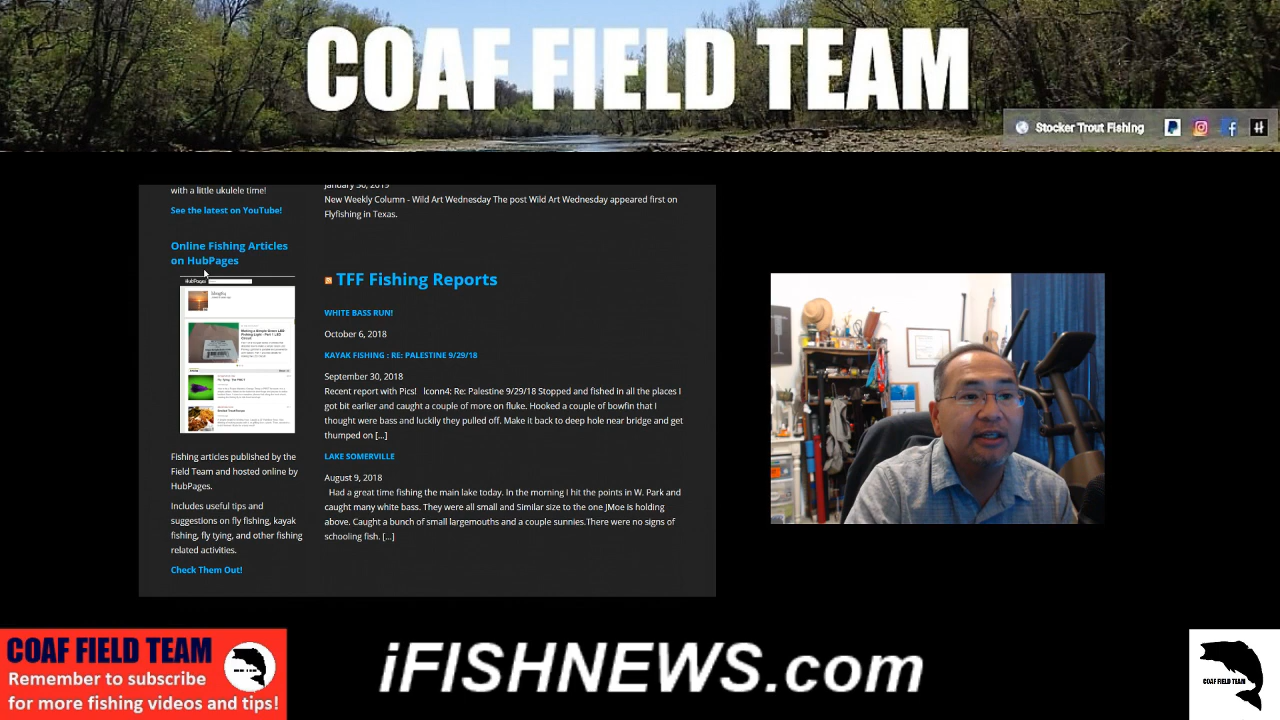 COAF FIELD TEAM
Stocker Trout Fishing
with a little ukulele time!
See the latest on YouTube!
Online Fishing Articles
on HubPages
HubPages
Fishing articles published by the
Field Team and hosted online by
HubPages.
Includes useful tips and
suggestions on fly fishing, kayak
fishing, fly tying, and other fishing
related activities.
Check Them Out!
January 30, 2019
New Weekly Column - Wild Art Wednesday The post Wild Art Wednesday appeared first on
Flyfishing in Texas.
TFF Fishing Reports
WHITE BASS RUN!
October 6, 2018
KAYAK FISHING : RE: PALESTINE 9/29/18
September 30, 2018
Recent report with Pics! lconn4: Re: Palestine 9/29/18 Stopped and fished in all the places I
got bit earlier and caught a couple of more on fluke. Hooked a couple of bowfin that I
thought were bass and luckily they pulled off. Make it back to deep hole near bridge and get
thumped on [...]
LAKE SOMERVILLE
August 9, 2018
Had a great time fishing the main lake today. In the morning I hit the points in W. Park and
caught many white bass. They were all small and Similar size to the one JMoe is holding
above. Caught a bunch of small largemouths and a couple sunnies.There were no signs of
schooling fish. [...]
COAF FIELD TEAM
Remember to subscribe
for more fishing videos and tips!
iFISHNEWS.com
COAF FIELD TEAM